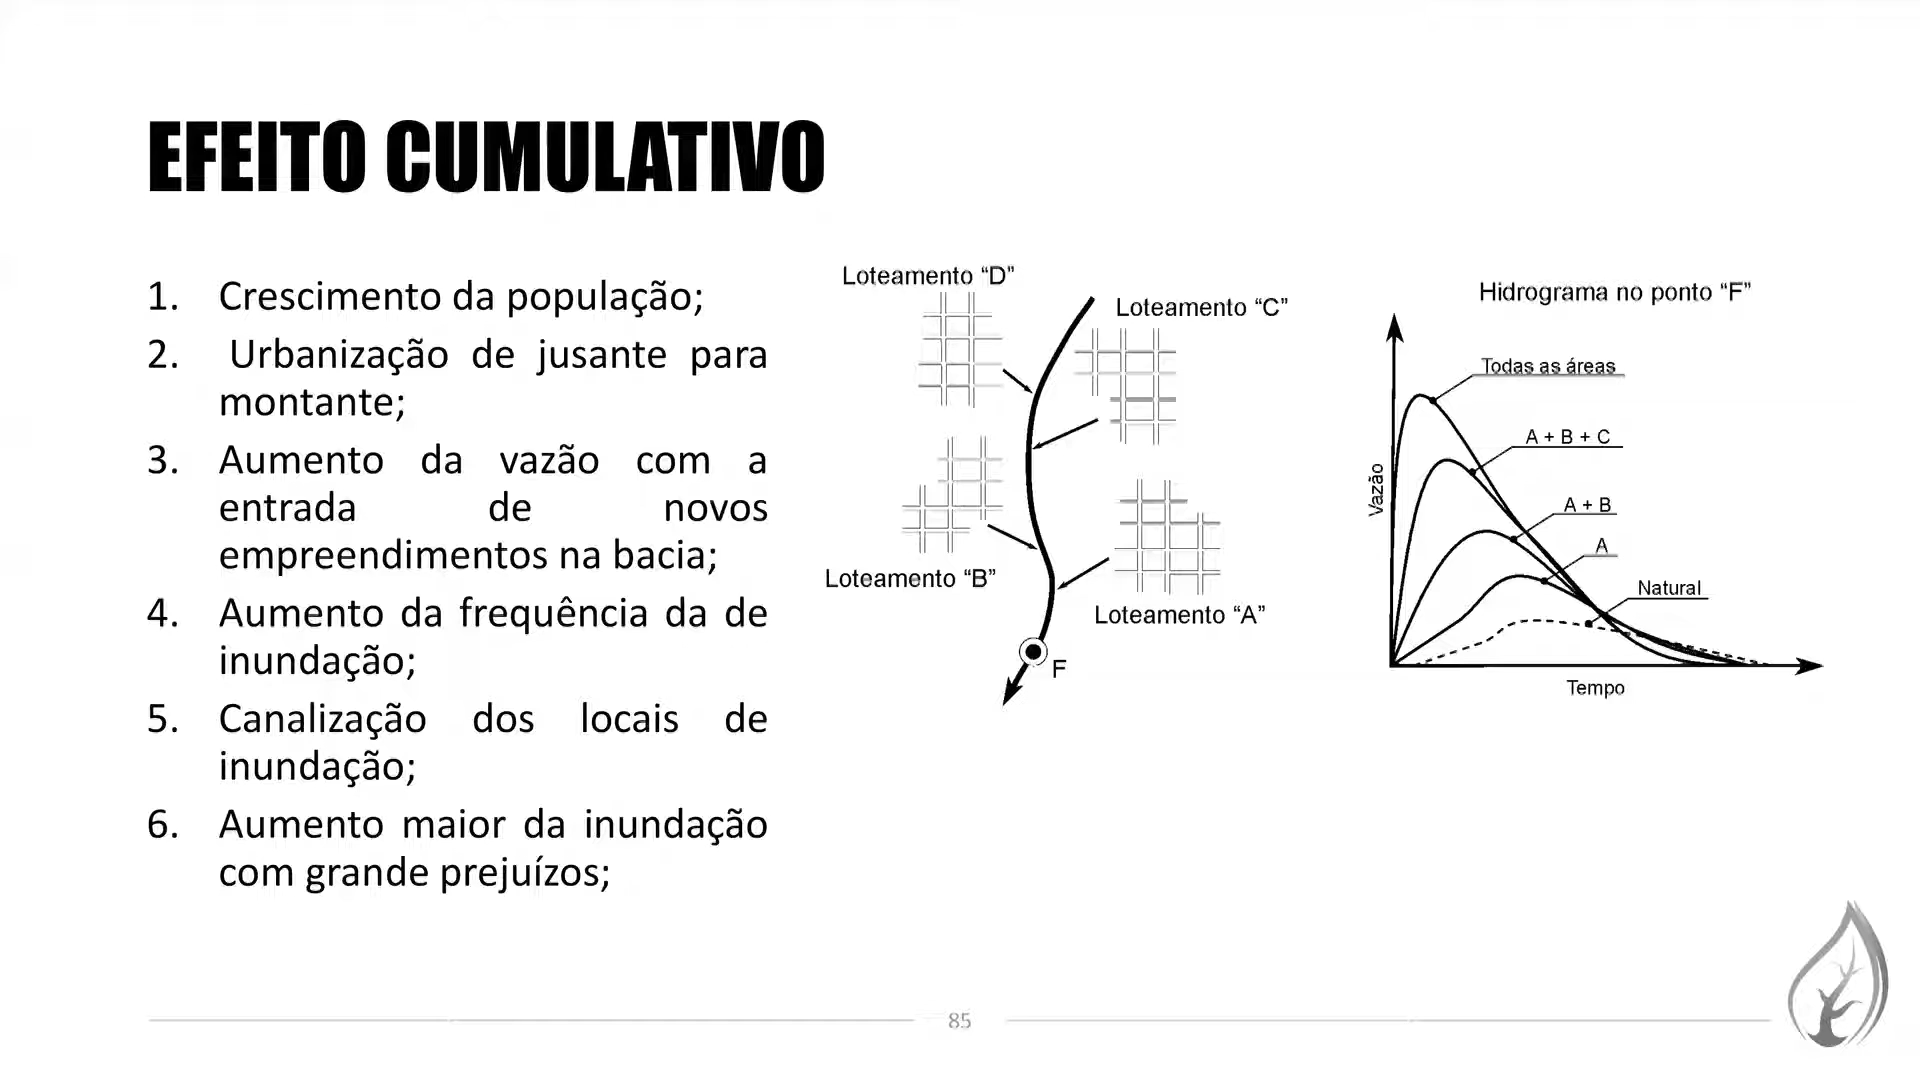 EFEITO CUMULATIVO
1. Crescimento da população;
2. Urbanização de jusante para
montante;
3. Aumento da vazão com a
entrada de novos
empreendimentos na bacia;
4. Aumento da frequência da de
inundação;
5. Canalização dos locais de
inundação;
6. Aumento maior da inundação
com grande prejuízos;
Loteamento “D”
Loteamento “C”
Loteamento “B”
Loteamento “A”
F
Hidrograma no ponto “F”
Todas as áreas
A + B + C
A + B
A
Natural
Vazão
Tempo
85